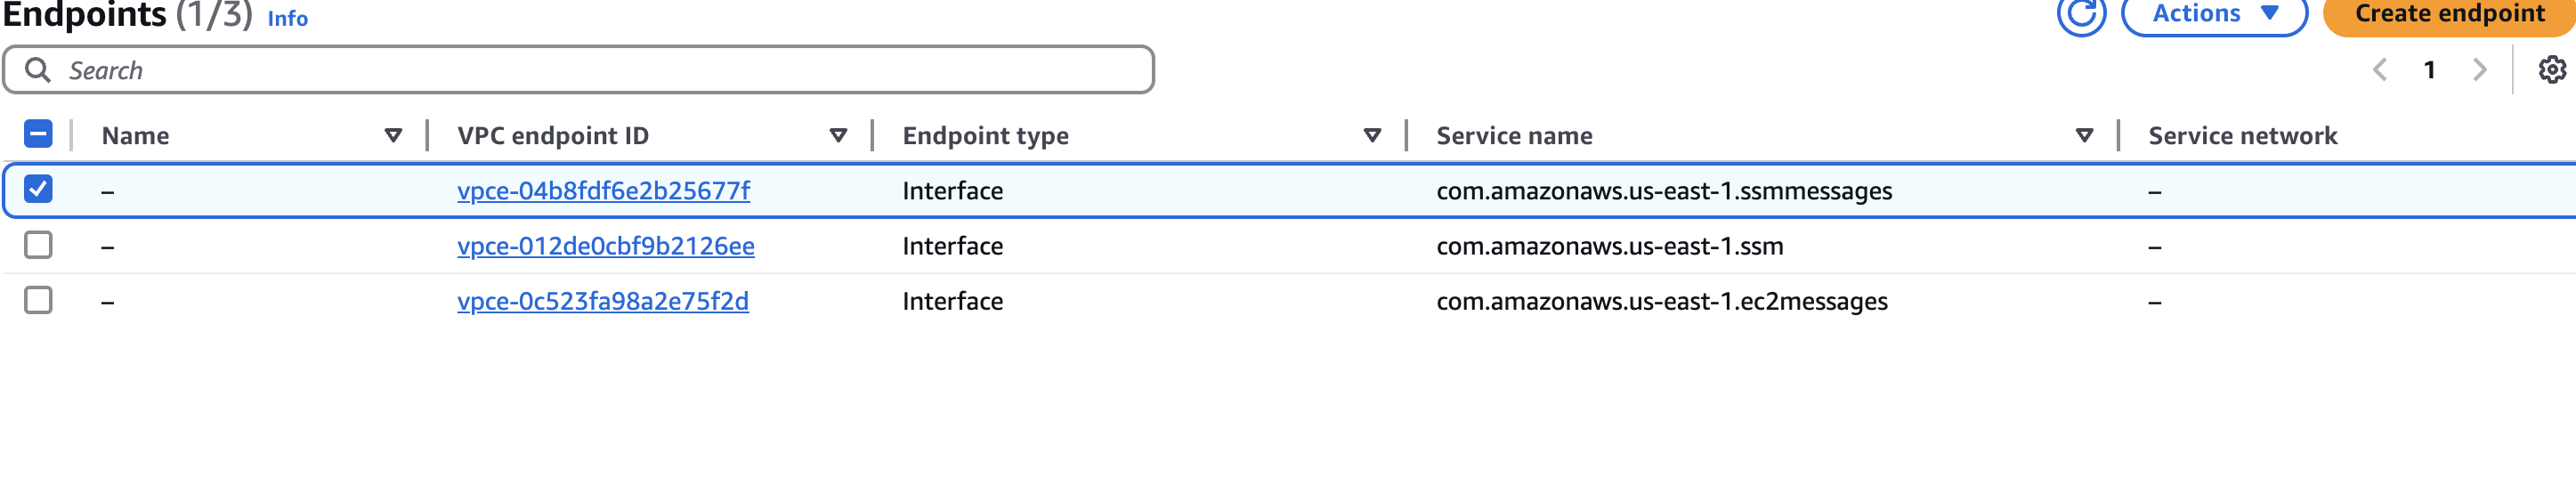 Endpoints (1/3) Info Actions Create endpoint
Search 1
Name VPC endpoint ID Endpoint type Service name Service network
– vpce-04b8fdf6e2b25677f Interface com.amazonaws.us-east-1.ssmmessages –
– vpce-012de0cbf9b2126ee Interface com.amazonaws.us-east-1.ssm –
– vpce-0c523fa98a2e75f2d Interface com.amazonaws.us-east-1.ec2messages –